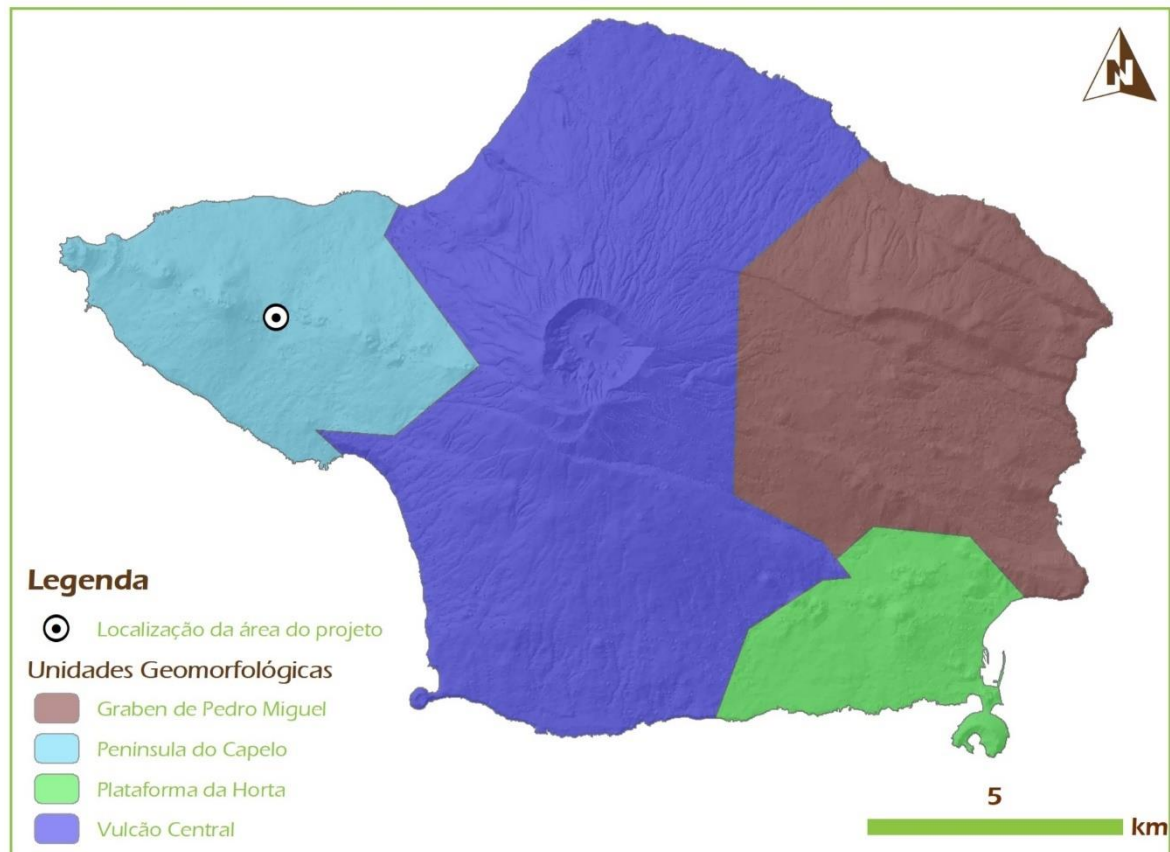 N
Legenda
Localização da área do projeto
Unidades Geomorfológicas
Graben de Pedro Miguel
Península do Capelo
Plataforma da Horta
Vulcão Central
5
km